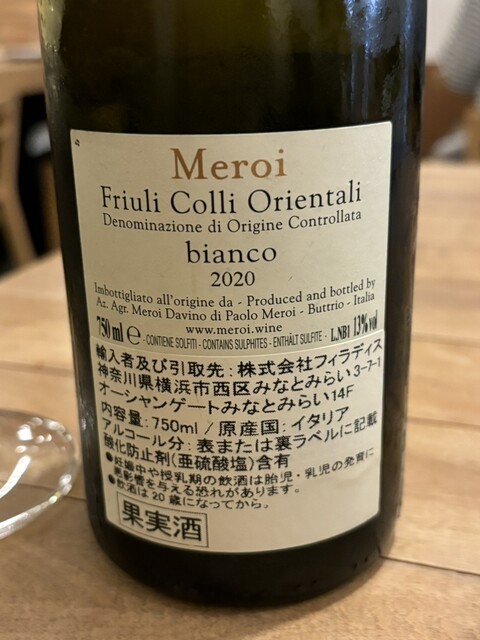 Meroi
Friuli Colli Orientali
Denominazione di Origine Controllata
bianco
2020
Imbottigliato all'origine da - Produced and bottled by
Az. Agr. Meroi Davino di Paolo Meroi - Buttrio - Italia
www.meroi.wine
750 ml ℮ - CONTIENE SOLFITI - CONTAINS SULPHITES - ENTHÄLT SULFITE - L.NB1 13% vol
輸入者及び引取先：株式会社フィラディス
神奈川県横浜市西区みなとみらい3-7-1
オーシャンゲートみなとみらい14F
内容量：750ml / 原産国：イタリア
アルコール分：表または裏ラベルに記載
酸化防止剤(亜硫酸塩)含有
●妊娠中や授乳期の飲酒は胎児・乳児の発育に
悪影響を与える恐れがあります。
●飲酒は20歳になってから。
果実酒